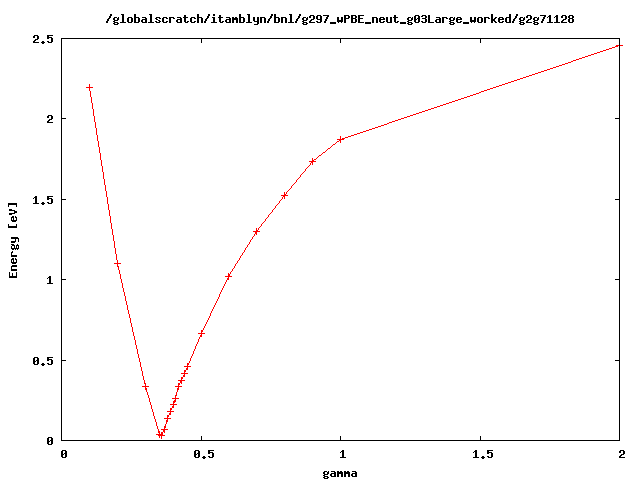 /globalscratch/itamblyn/bnl/g297_wPBE_neut_g03Large_worked/g2g71128
2.5
2
1.5
1
0.5
0
Energy [eV]
0 0.5 1 1.5 2
gamma